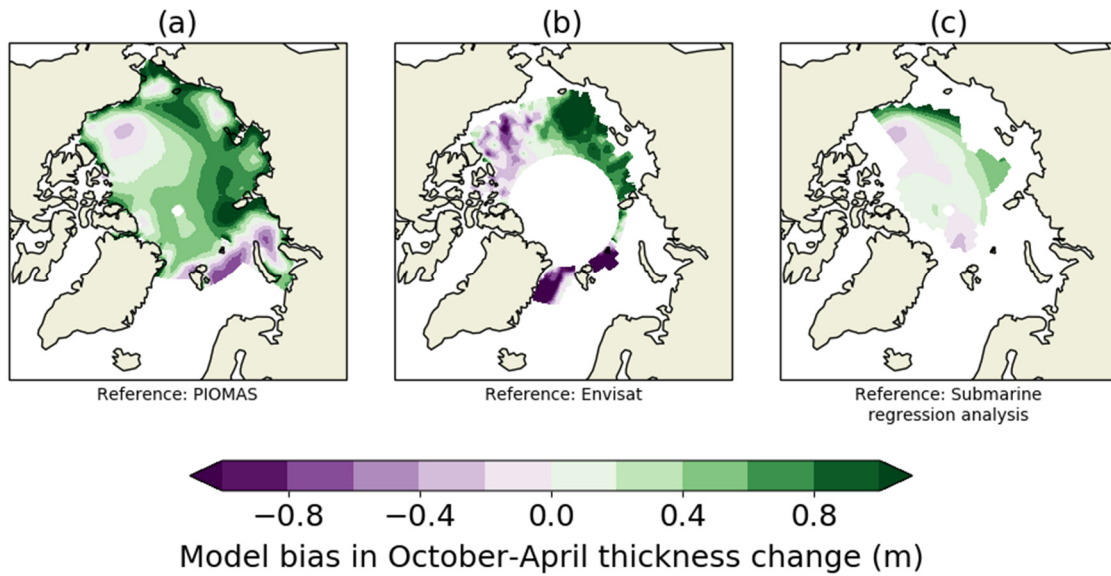 (a) (b) (c)
Reference: PIOMAS Reference: Envisat Reference: Submarine
regression analysis
−0.8 −0.4 0.0 0.4 0.8
Model bias in October-April thickness change (m)